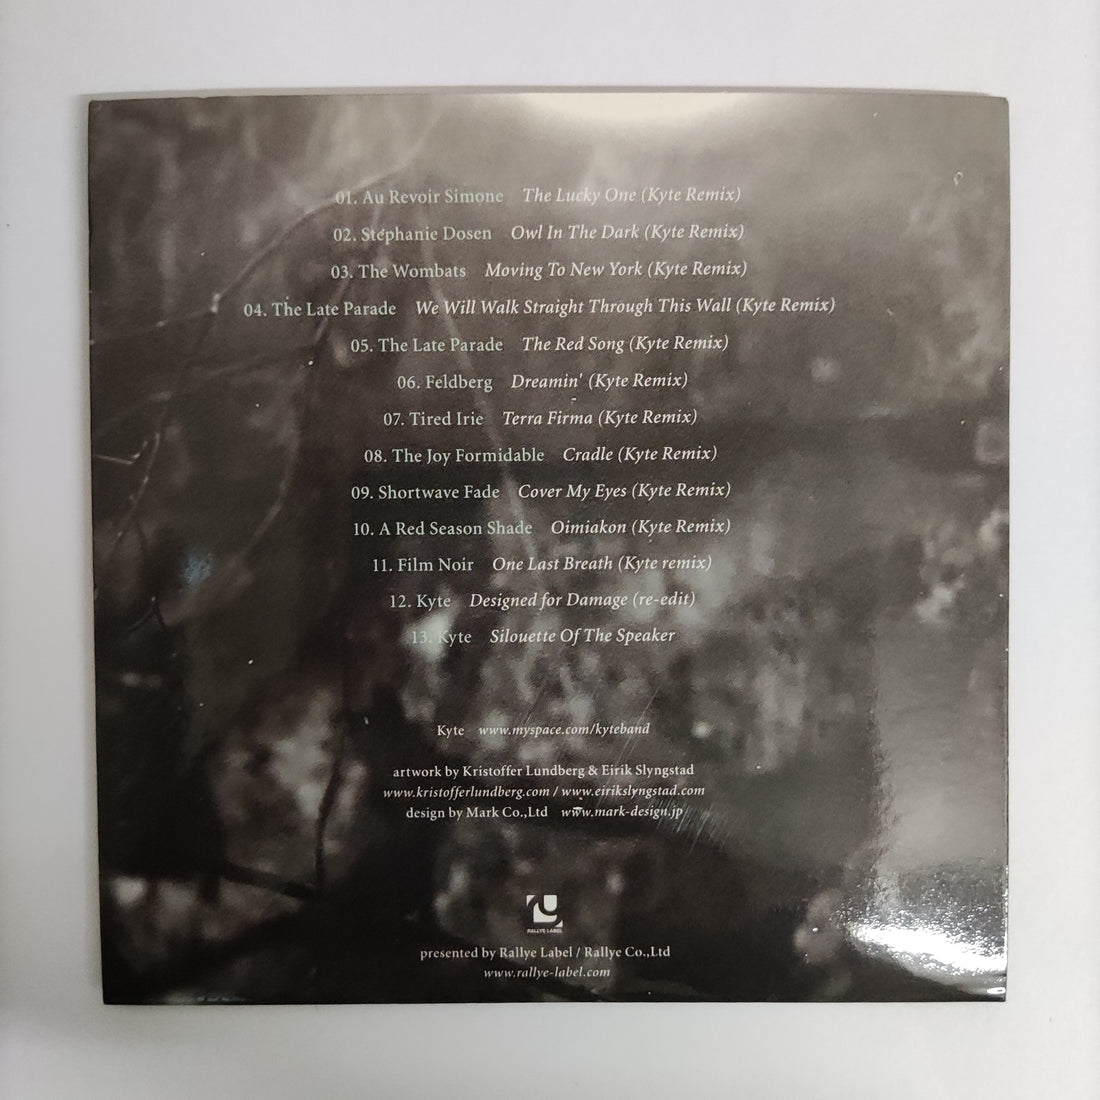 01. Au Revoir Simone The Lucky One (Kyte Remix)
02. Stephanie Dosen Owl In The Dark (Kyte Remix)
03. The Wombats Moving To New York (Kyte Remix)
04. The Late Parade We Will Walk Straight Through This Wall (Kyte Remix)
05. The Late Parade The Red Song (Kyte Remix)
06. Feldberg Dreamin' (Kyte Remix)
07. Tired Irie Terra Firma (Kyte Remix)
08. The Joy Formidable Cradle (Kyte Remix)
09. Shortwave Fade Cover My Eyes (Kyte Remix)
10. A Red Season Shade Oimiakon (Kyte Remix)
11. Film Noir One Last Breath (Kyte remix)
12. Kyte Designed for Damage (re-edit)
13. Kyte Silouette Of The Speaker
Kyte www.myspace.com/kyteband
artwork by Kristoffer Lundberg & Eirik Slyngstad
www.kristofferlundberg.com / www.eirikslyngstad.com
design by Mark Co.,Ltd www.mark-design.jp
RALLYE LABEL
presented by Rallye Label / Rallye Co.,Ltd
www.rallye-label.com